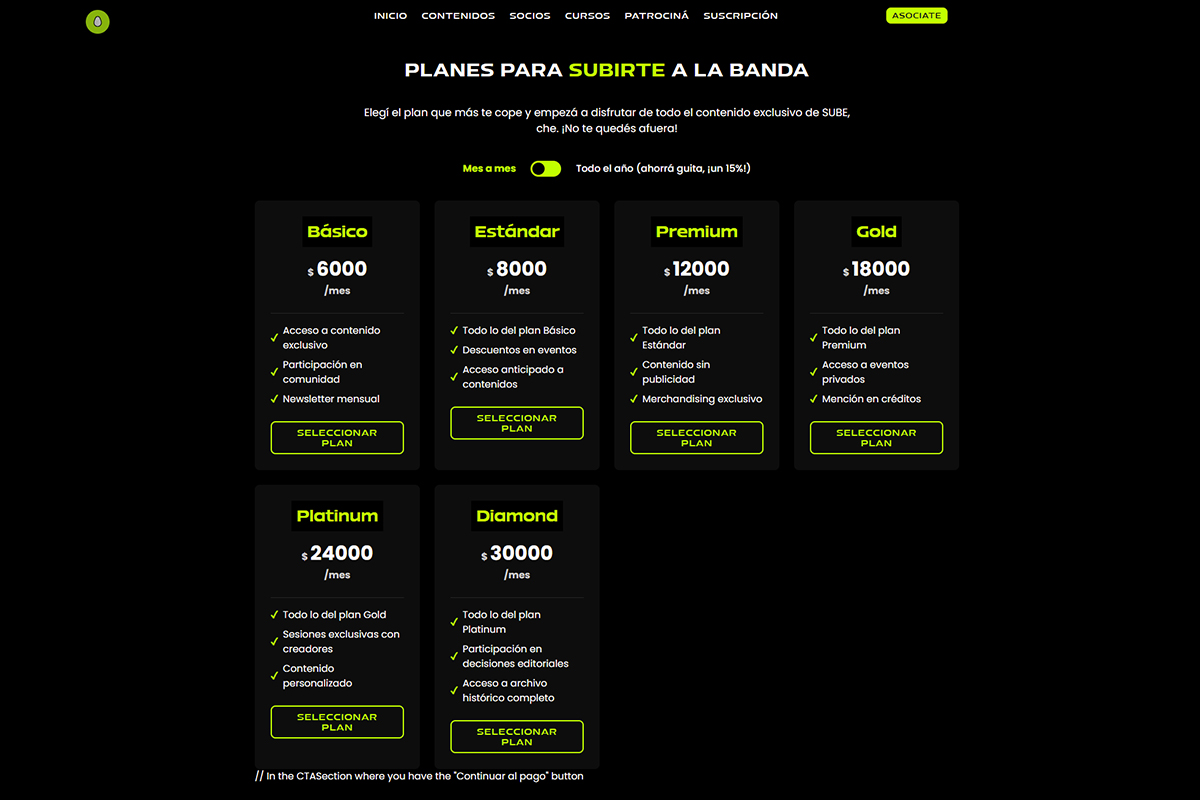 INICIO CONTENIDOS SOCIOS CURSOS PATROCINÁ SUSCRIPCIÓN ASOCIATE
PLANES PARA SUBIRTE A LA BANDA
Elegí el plan que más te cope y empezá a disfrutar de todo el contenido exclusivo de SUBE,
che. ¡No te quedés afuera!
Mes a mes Todo el año (ahorrá guita, ¡un 15%!)
Básico
$ 6000
/mes
✓ Acceso a contenido
exclusivo
✓ Participación en
comunidad
✓ Newsletter mensual
SELECCIONAR
PLAN
Estándar
$ 8000
/mes
✓ Todo lo del plan Básico
✓ Descuentos en eventos
✓ Acceso anticipado a
contenidos
SELECCIONAR
PLAN
Premium
$ 12000
/mes
✓ Todo lo del plan
Estándar
✓ Contenido sin
publicidad
✓ Merchandising exclusivo
SELECCIONAR
PLAN
Gold
$ 18000
/mes
✓ Todo lo del plan
Premium
✓ Acceso a eventos
privados
✓ Mención en créditos
SELECCIONAR
PLAN
Platinum
$ 24000
/mes
✓ Todo lo del plan Gold
✓ Sesiones exclusivas con
creadores
✓ Contenido
personalizado
SELECCIONAR
PLAN
Diamond
$ 30000
/mes
✓ Todo lo del plan
Platinum
✓ Participación en
decisiones editoriales
✓ Acceso a archivo
histórico completo
SELECCIONAR
PLAN
// In the CTASection where you have the "Continuar al pago" button